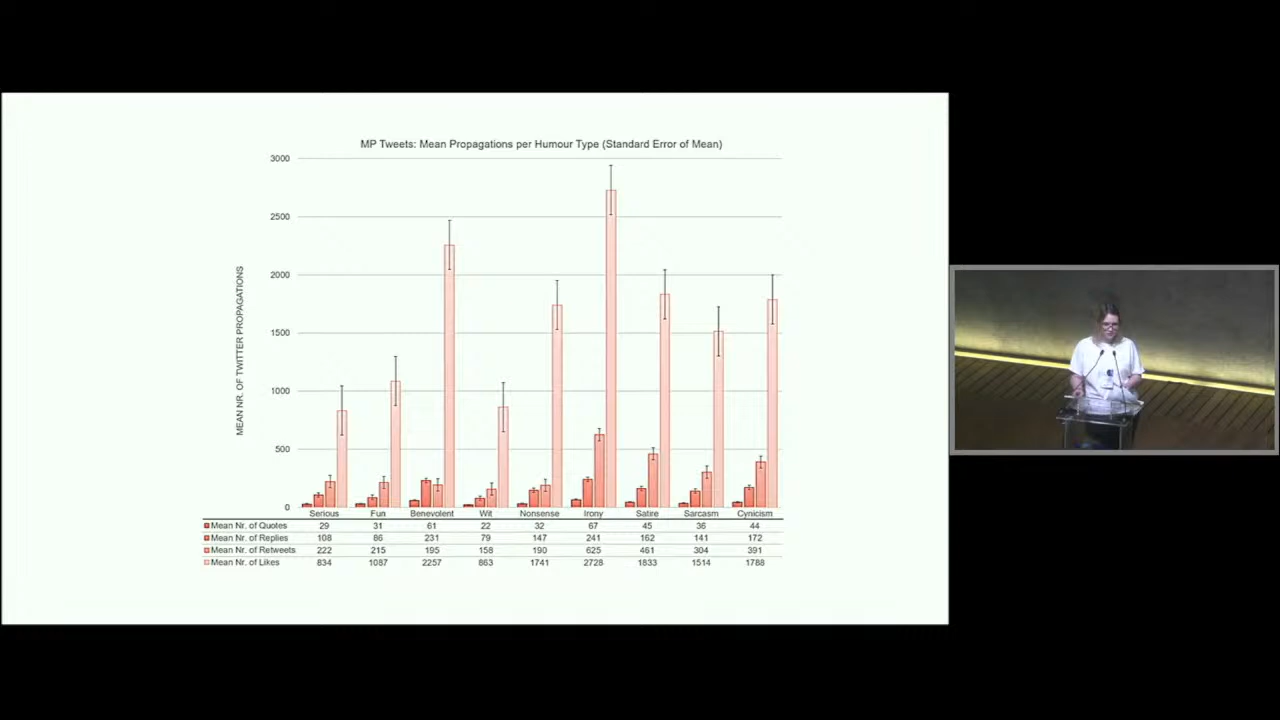 MP Tweets: Mean Propagations per Humour Type (Standard Error of Mean)
MEAN NR. OF TWITTER PROPAGATIONS
3000
2500
2000
1500
1000
500
0
Serious Fun Benevolent Wit Nonsense Irony Satire Sarcasm Cynicism
Mean Nr. of Quotes 29 31 61 22 32 67 45 36 44
Mean Nr. of Replies 108 86 231 79 147 241 162 141 172
Mean Nr. of Retweets 222 215 195 158 190 625 461 304 391
Mean Nr. of Likes 834 1087 2257 863 1741 2728 1833 1514 1788